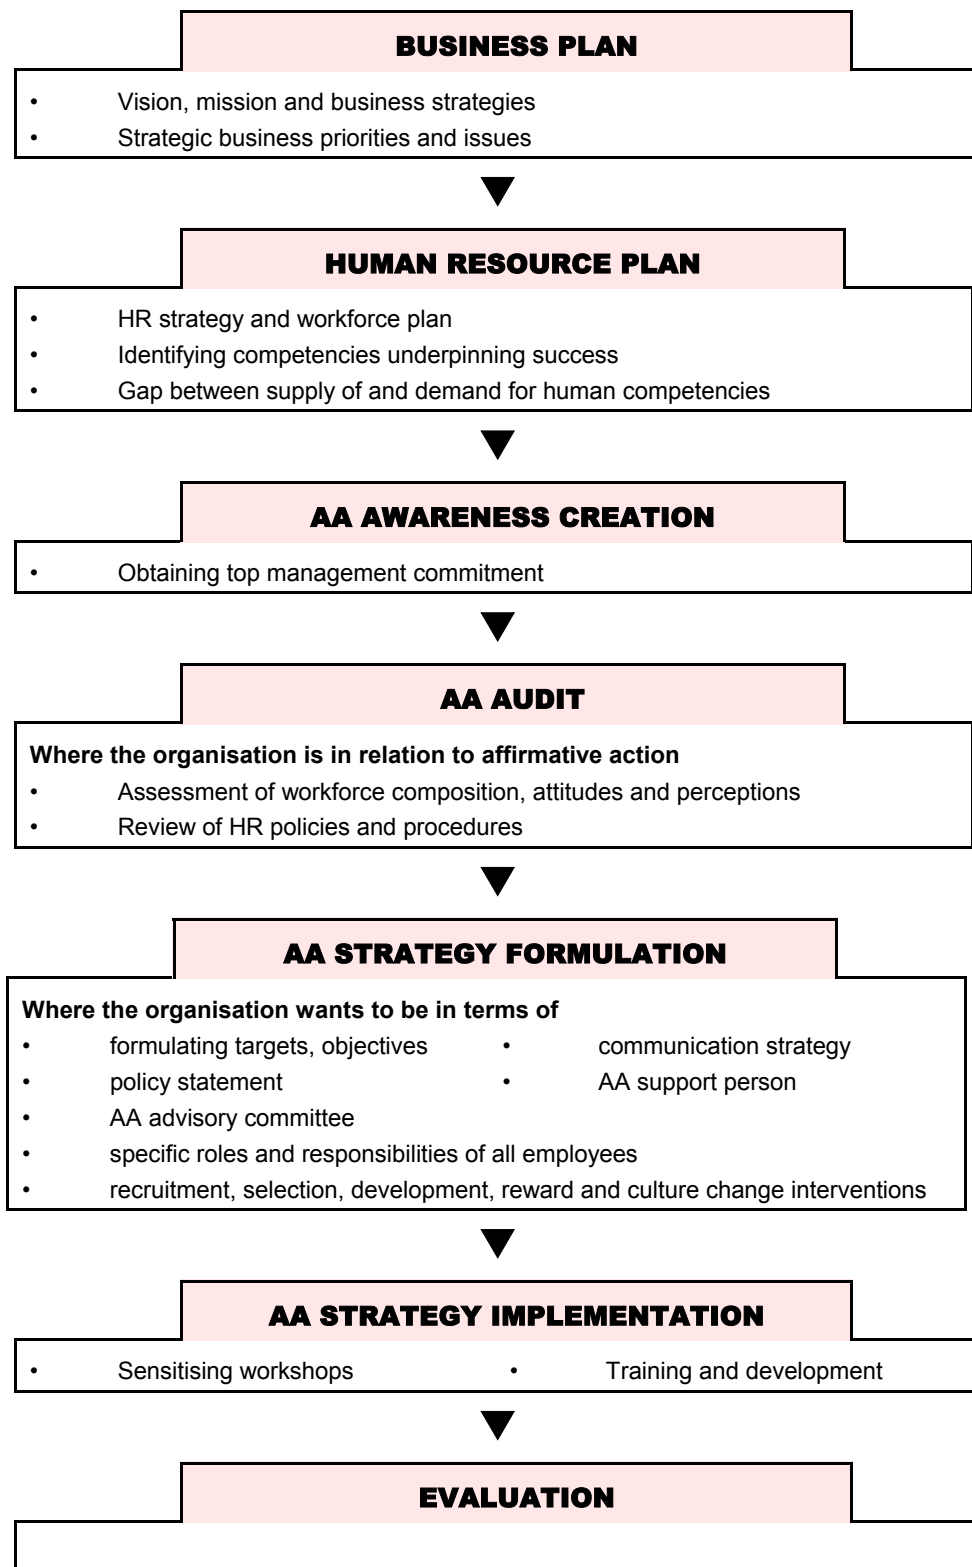 BUSINESS PLAN
• Vision, mission and business strategies
• Strategic business priorities and issues
HUMAN RESOURCE PLAN
• HR strategy and workforce plan
• Identifying competencies underpinning success
• Gap between supply of and demand for human competencies
AA AWARENESS CREATION
• Obtaining top management commitment
AA AUDIT
Where the organisation is in relation to affirmative action
• Assessment of workforce composition, attitudes and perceptions
• Review of HR policies and procedures
AA STRATEGY FORMULATION
Where the organisation wants to be in terms of
• formulating targets, objectives • communication strategy
• policy statement • AA support person
• AA advisory committee
• specific roles and responsibilities of all employees
• recruitment, selection, development, reward and culture change interventions
AA STRATEGY IMPLEMENTATION
• Sensitising workshops • Training and development
EVALUATION